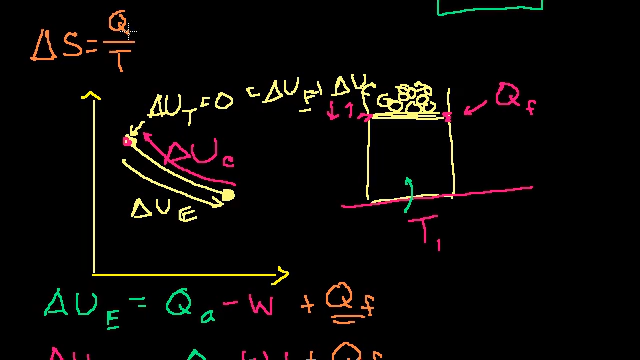 ΔS = Q/T
ΔU_T = 0 = ΔU_E + ΔU_C
Q_f
ΔU_C
ΔU_E
T_1
ΔU_E = Q_a - W + Q_f